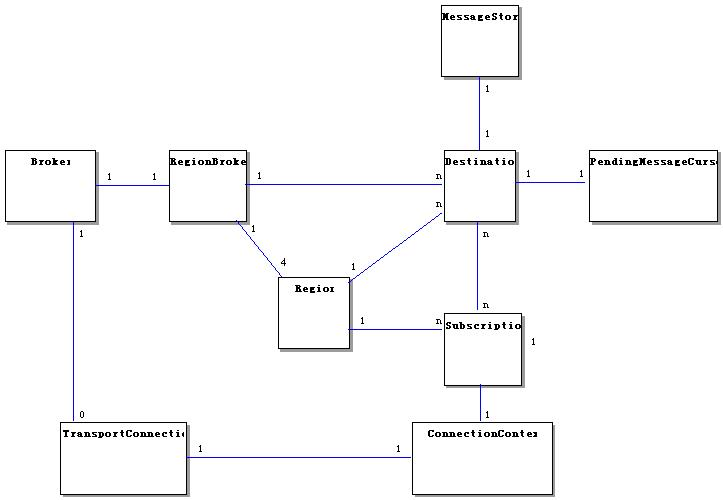 MessageStor
1
1
Broker
1
1
RegionBroke
1
n
Destinatio
1
1
PendingMessageCurs
n
1
4
1
1
n
n
n
Region
1
n
Subscriptio
1
0
1
TransportConnectio
1
1
ConnectionContex